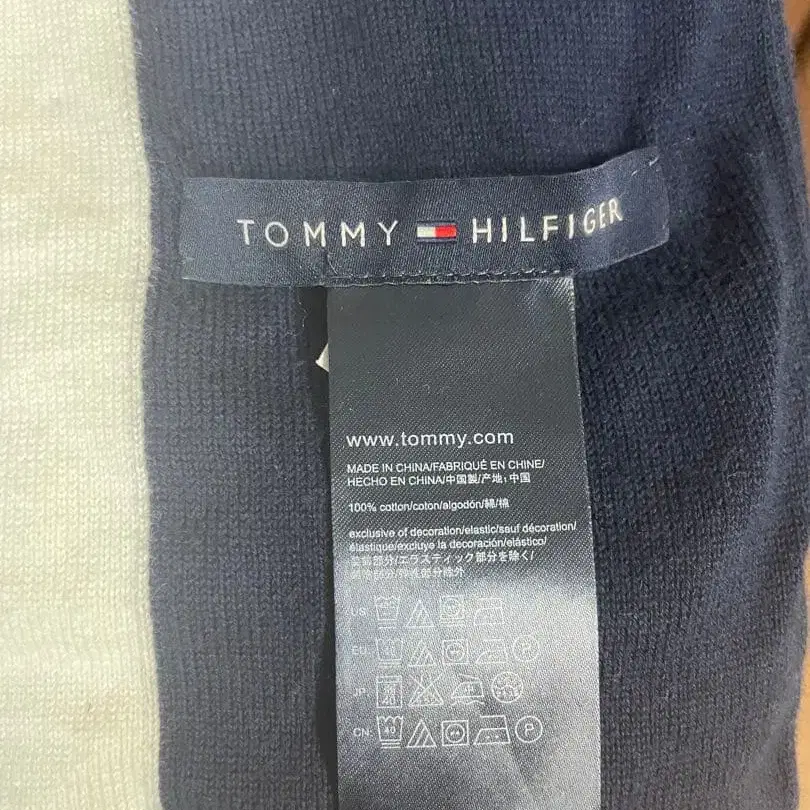 TOMMY HILFIGER
www.tommy.com
MADE IN CHINA/FABRIQUÉ EN CHINE/
HECHO EN CHINA/中国製/产地: 中国
100% cotton/coton/algodón/綿/棉
exclusive of decoration/elastic/sauf décoration/
élastique/excluye la decoración/elástico/
装飾部分/エラスティック部分を除く/
US:
EU: 40
JP: 40
CN: 40